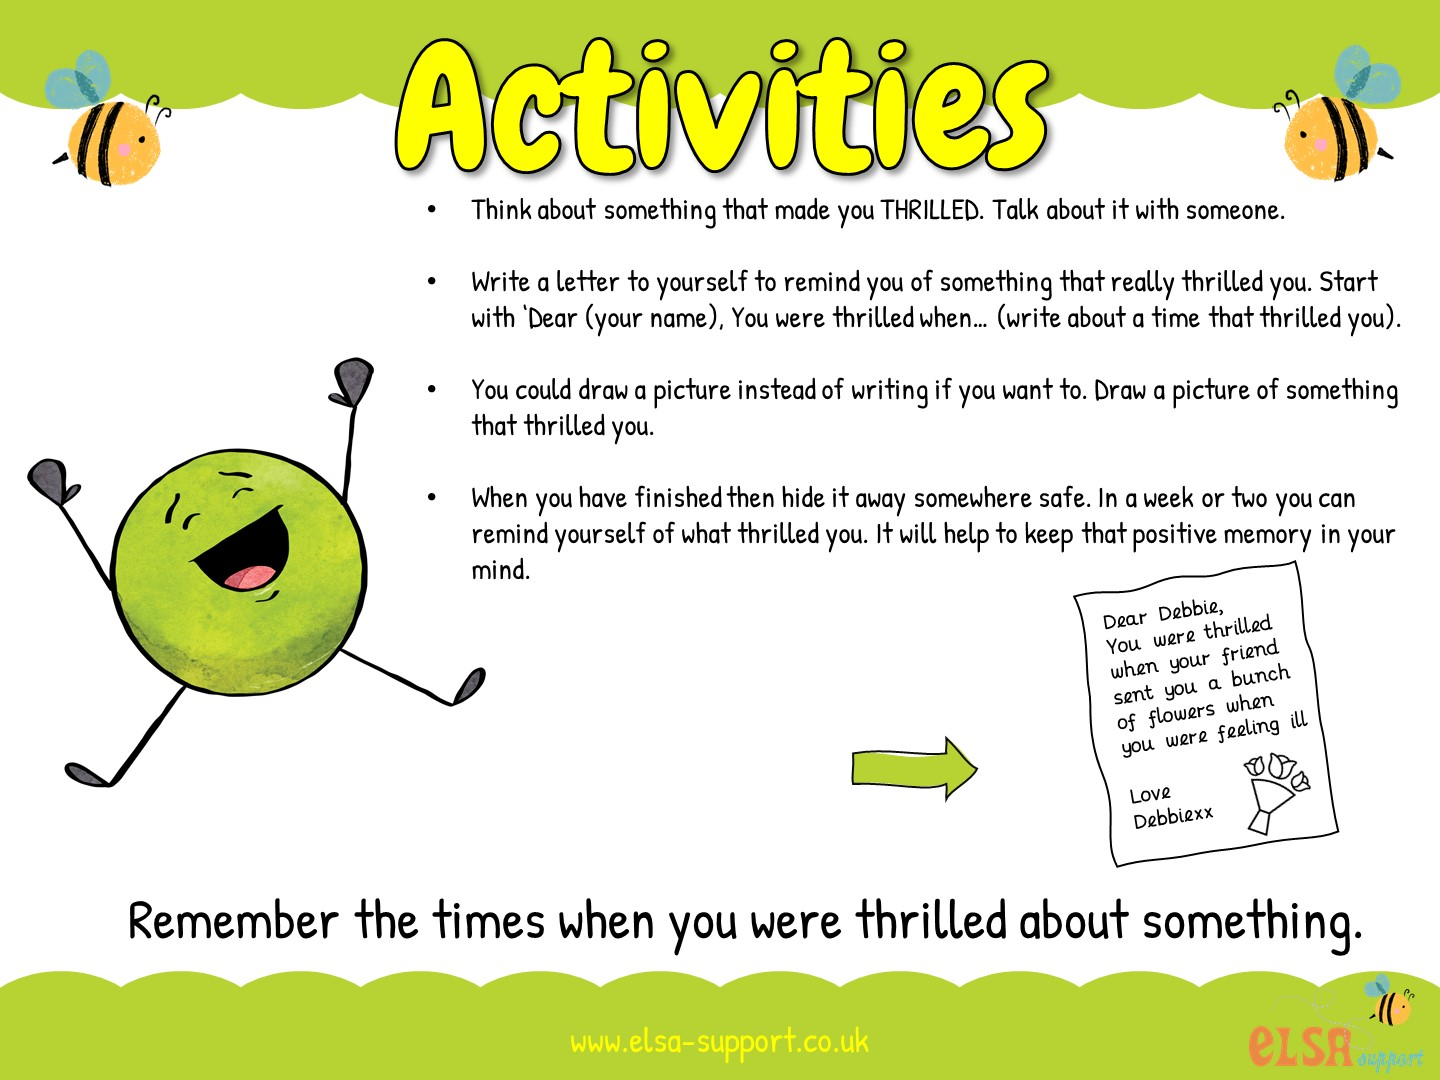 Activities
• Think about something that made you THRILLED. Talk about it with someone.
• Write a letter to yourself to remind you of something that really thrilled you. Start
with ‘Dear (your name), You were thrilled when... (write about a time that thrilled you).
• You could draw a picture instead of writing if you want to. Draw a picture of something
that thrilled you.
• When you have finished then hide it away somewhere safe. In a week or two you can
remind yourself of what thrilled you. It will help to keep that positive memory in your
mind.
Dear Debbie,
You were thrilled
when your friend
sent you a bunch
of flowers when
you were feeling ill
Love
Debbiexx
Remember the times when you were thrilled about something.
www.elsa-support.co.uk
ELSA support